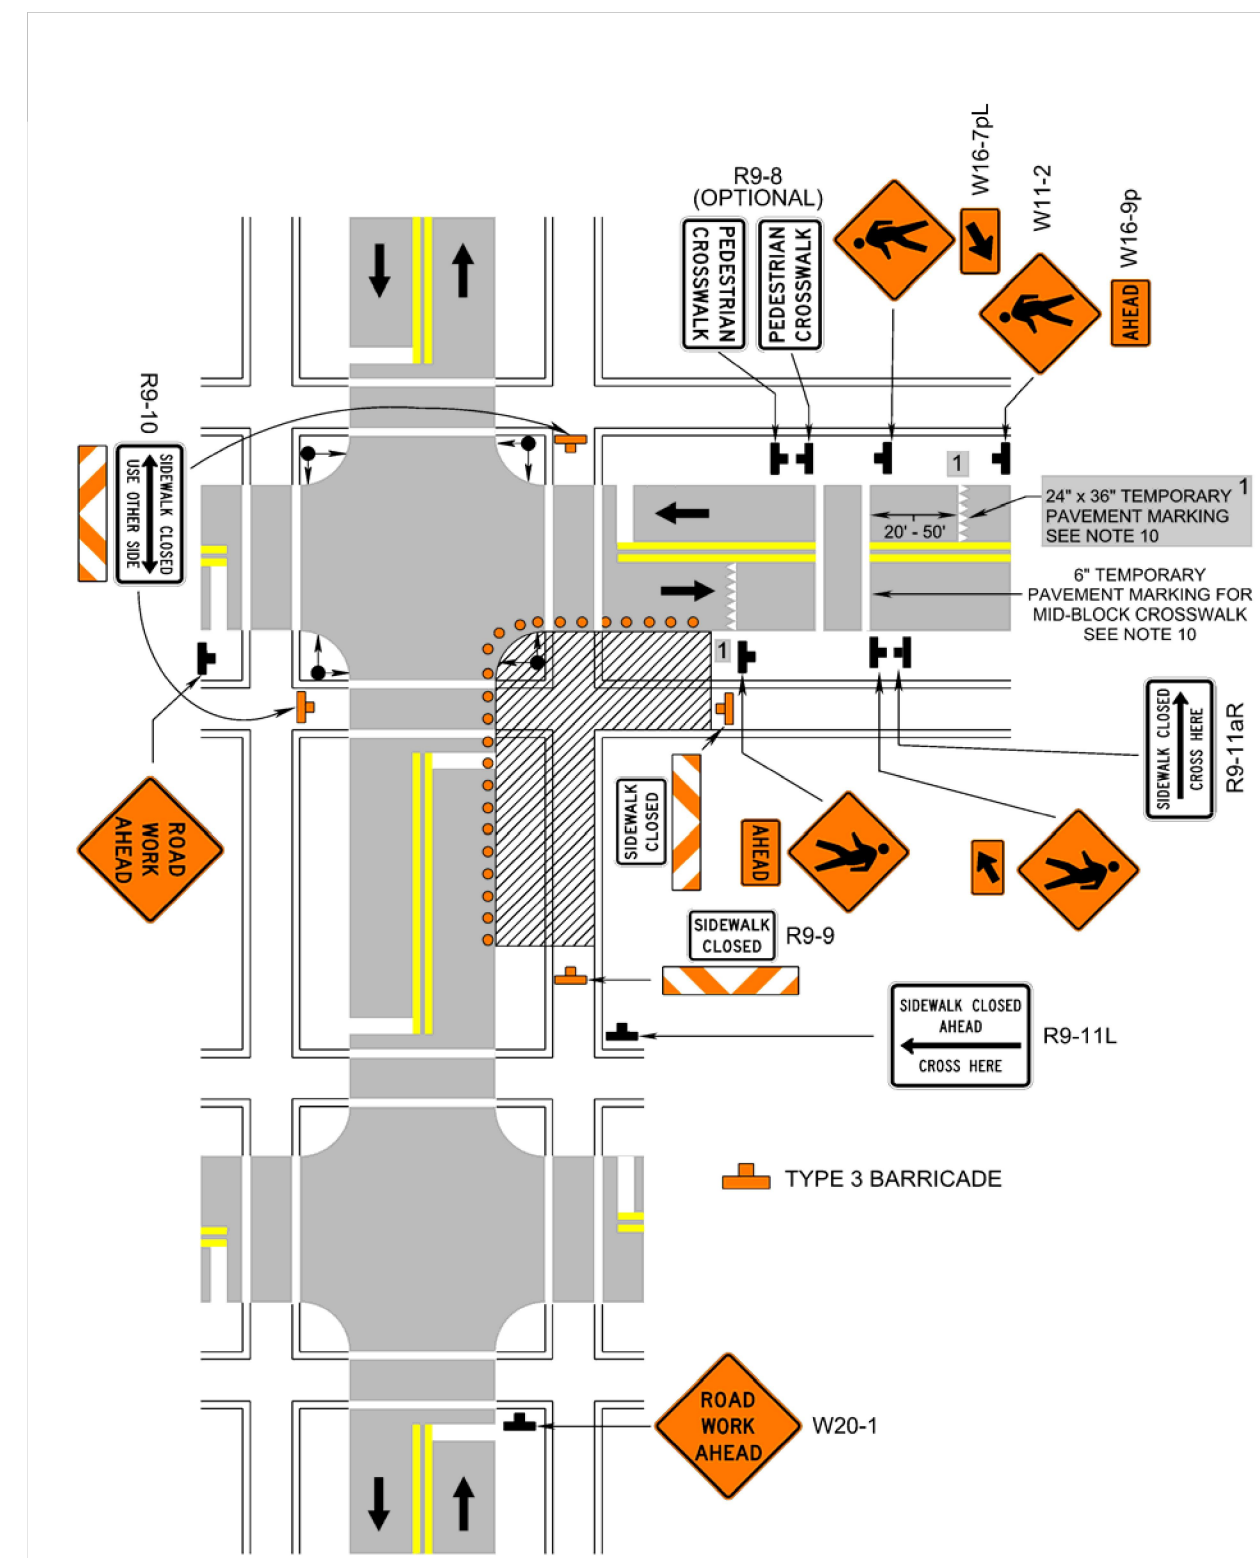 W16-7pL
W11-2
W16-9p
R9-8
(OPTIONAL)
PEDESTRIAN
CROSSWALK
PEDESTRIAN
CROSSWALK
AHEAD
R9-10
SIDEWALK CLOSED
USE OTHER SIDE
1
24" x 36" TEMPORARY 1
PAVEMENT MARKING
SEE NOTE 10
20' - 50'
6" TEMPORARY
PAVEMENT MARKING FOR
MID-BLOCK CROSSWALK
SEE NOTE 10
1
SIDEWALK CLOSED
CROSS HERE
R9-11aR
ROAD
WORK
AHEAD
SIDEWALK
CLOSED
AHEAD
SIDEWALK
CLOSED
R9-9
SIDEWALK CLOSED
AHEAD
CROSS HERE
R9-11L
TYPE 3 BARRICADE
ROAD
WORK
AHEAD
W20-1